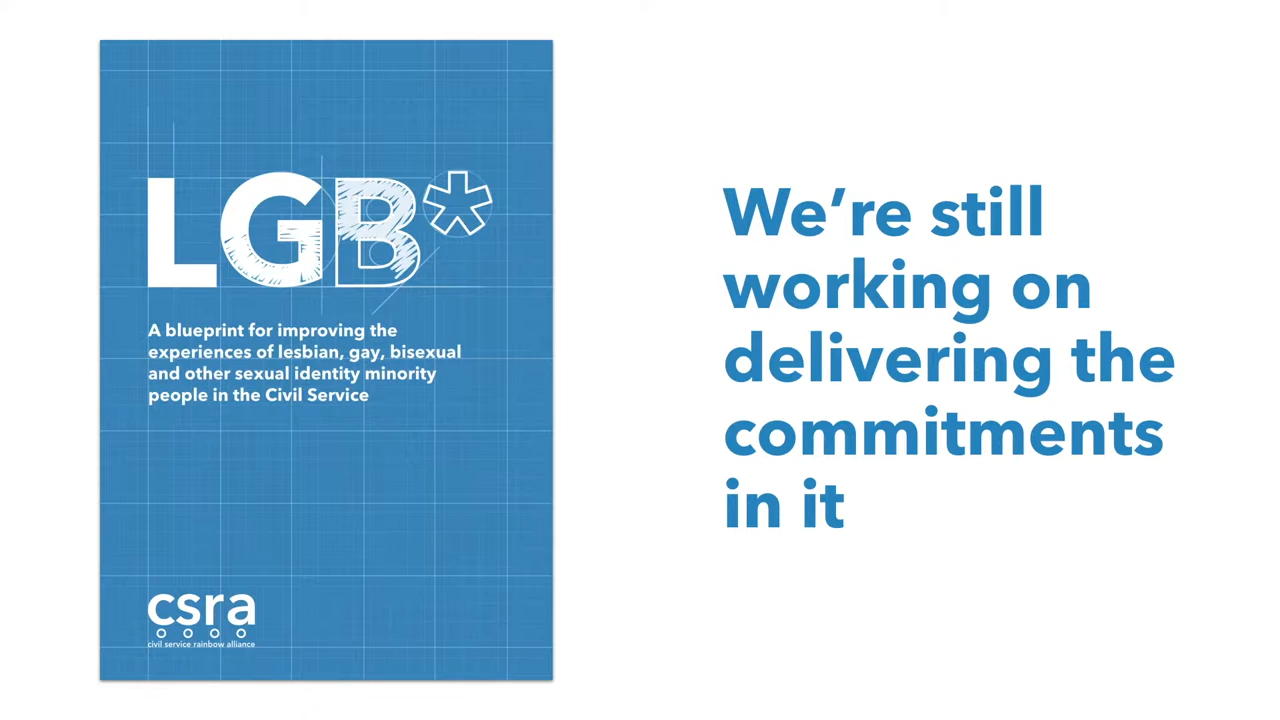 LGB*
A blueprint for improving the
experiences of lesbian, gay, bisexual
and other sexual identity minority
people in the Civil Service
csra
civil service rainbow alliance
We’re still
working on
delivering the
commitments
in it